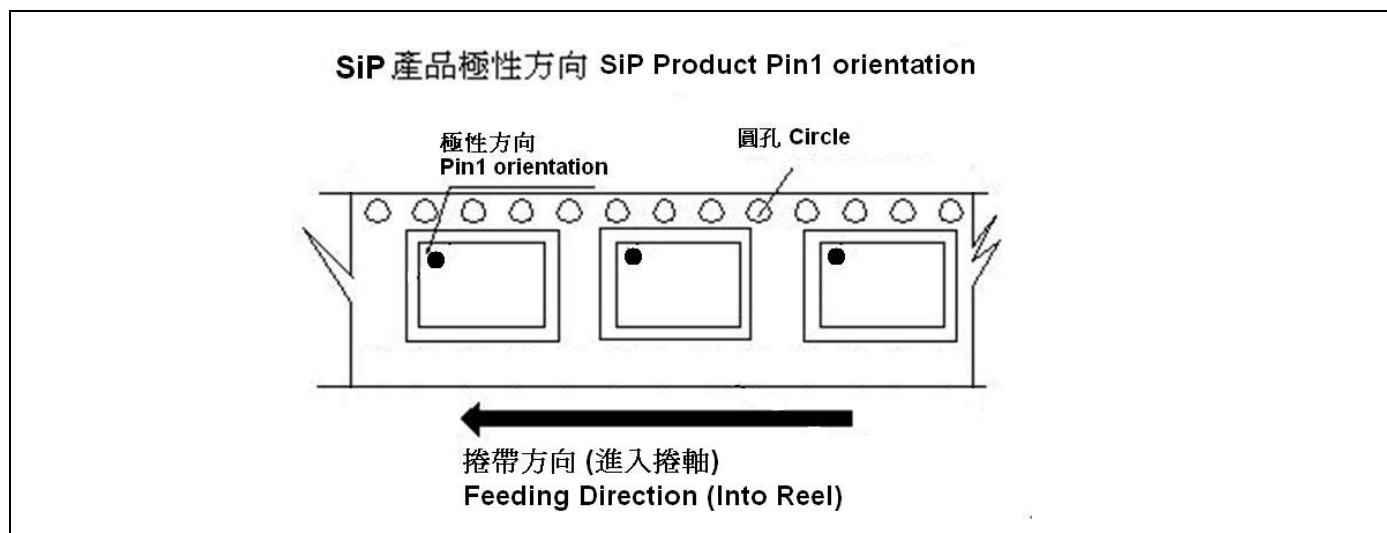 SiP 產品極性方向 SiP Product Pin1 orientation
極性方向
Pin1 orientation
圓孔 Circle
捲帶方向 (進入捲軸)
Feeding Direction (Into Reel)